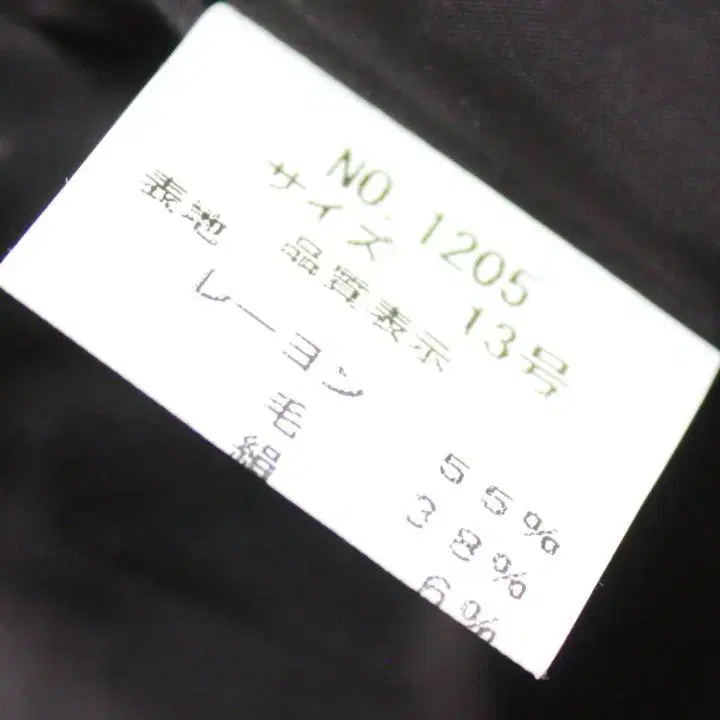 NO. 1205
サイズ 13号
品質表示
表地
レーヨン 55%
毛 38%
絹 6%